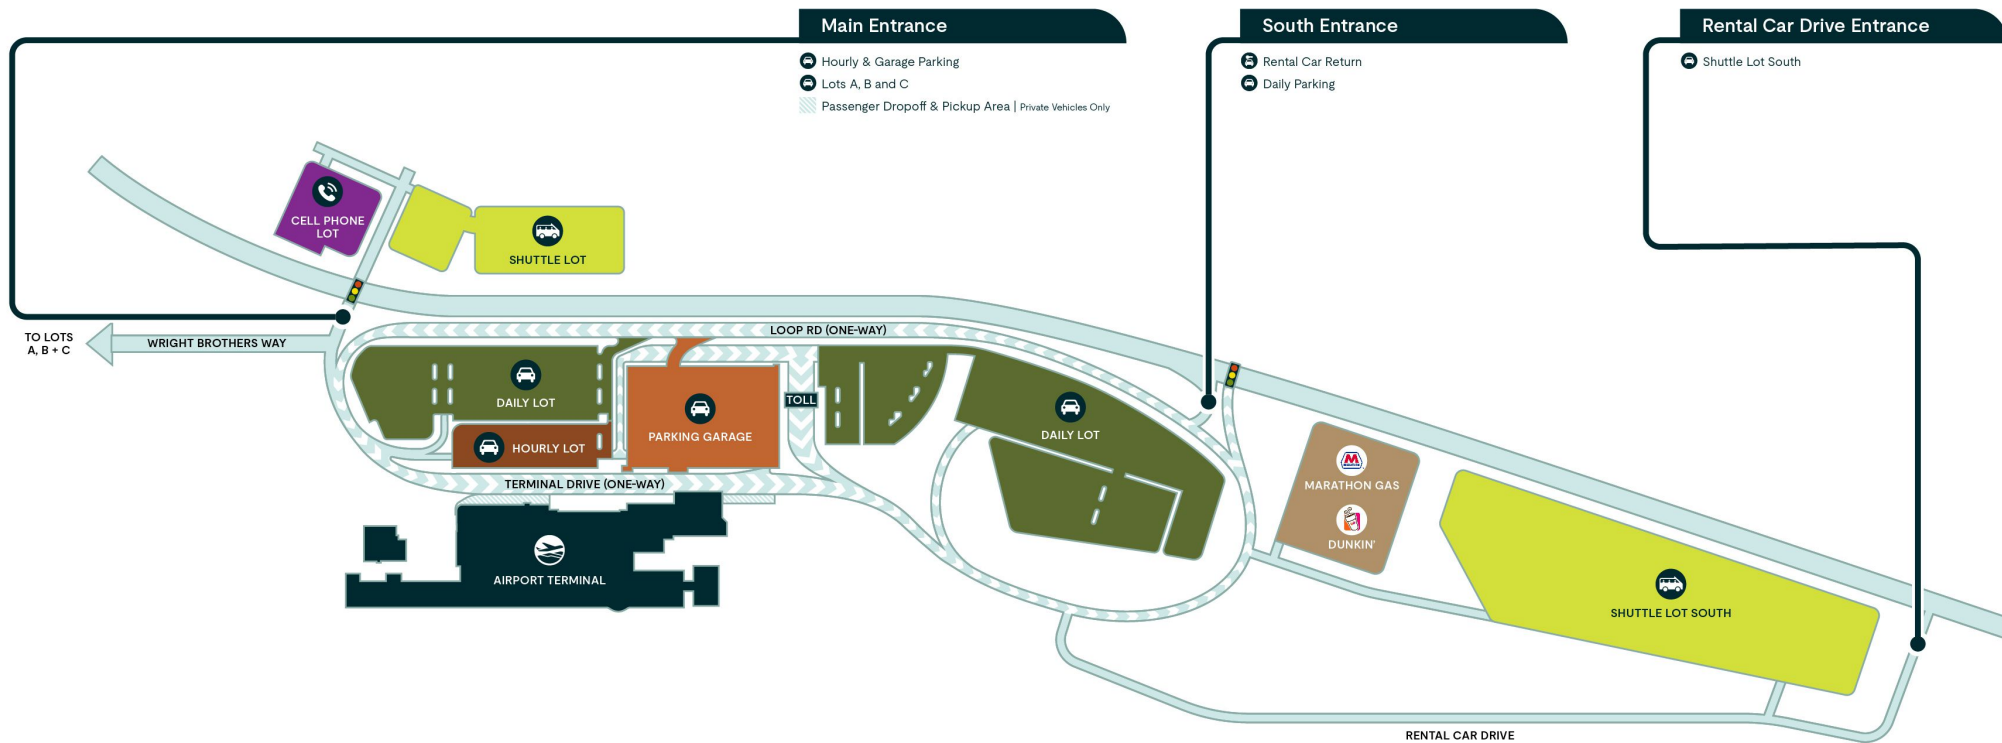 Main Entrance
Hourly & Garage Parking
Lots A, B and C
Passenger Dropoff & Pickup Area | Private Vehicles Only
South Entrance
Rental Car Return
Daily Parking
Rental Car Drive Entrance
Shuttle Lot South
CELL PHONE
LOT
SHUTTLE LOT
TO LOTS
A, B + C
WRIGHT BROTHERS WAY
LOOP RD (ONE-WAY)
DAILY LOT
HOURLY LOT
PARKING GARAGE
TOLL
DAILY LOT
TERMINAL DRIVE (ONE-WAY)
AIRPORT TERMINAL
M
MARATHON
MARATHON GAS
DUNKIN'
SHUTTLE LOT SOUTH
RENTAL CAR DRIVE